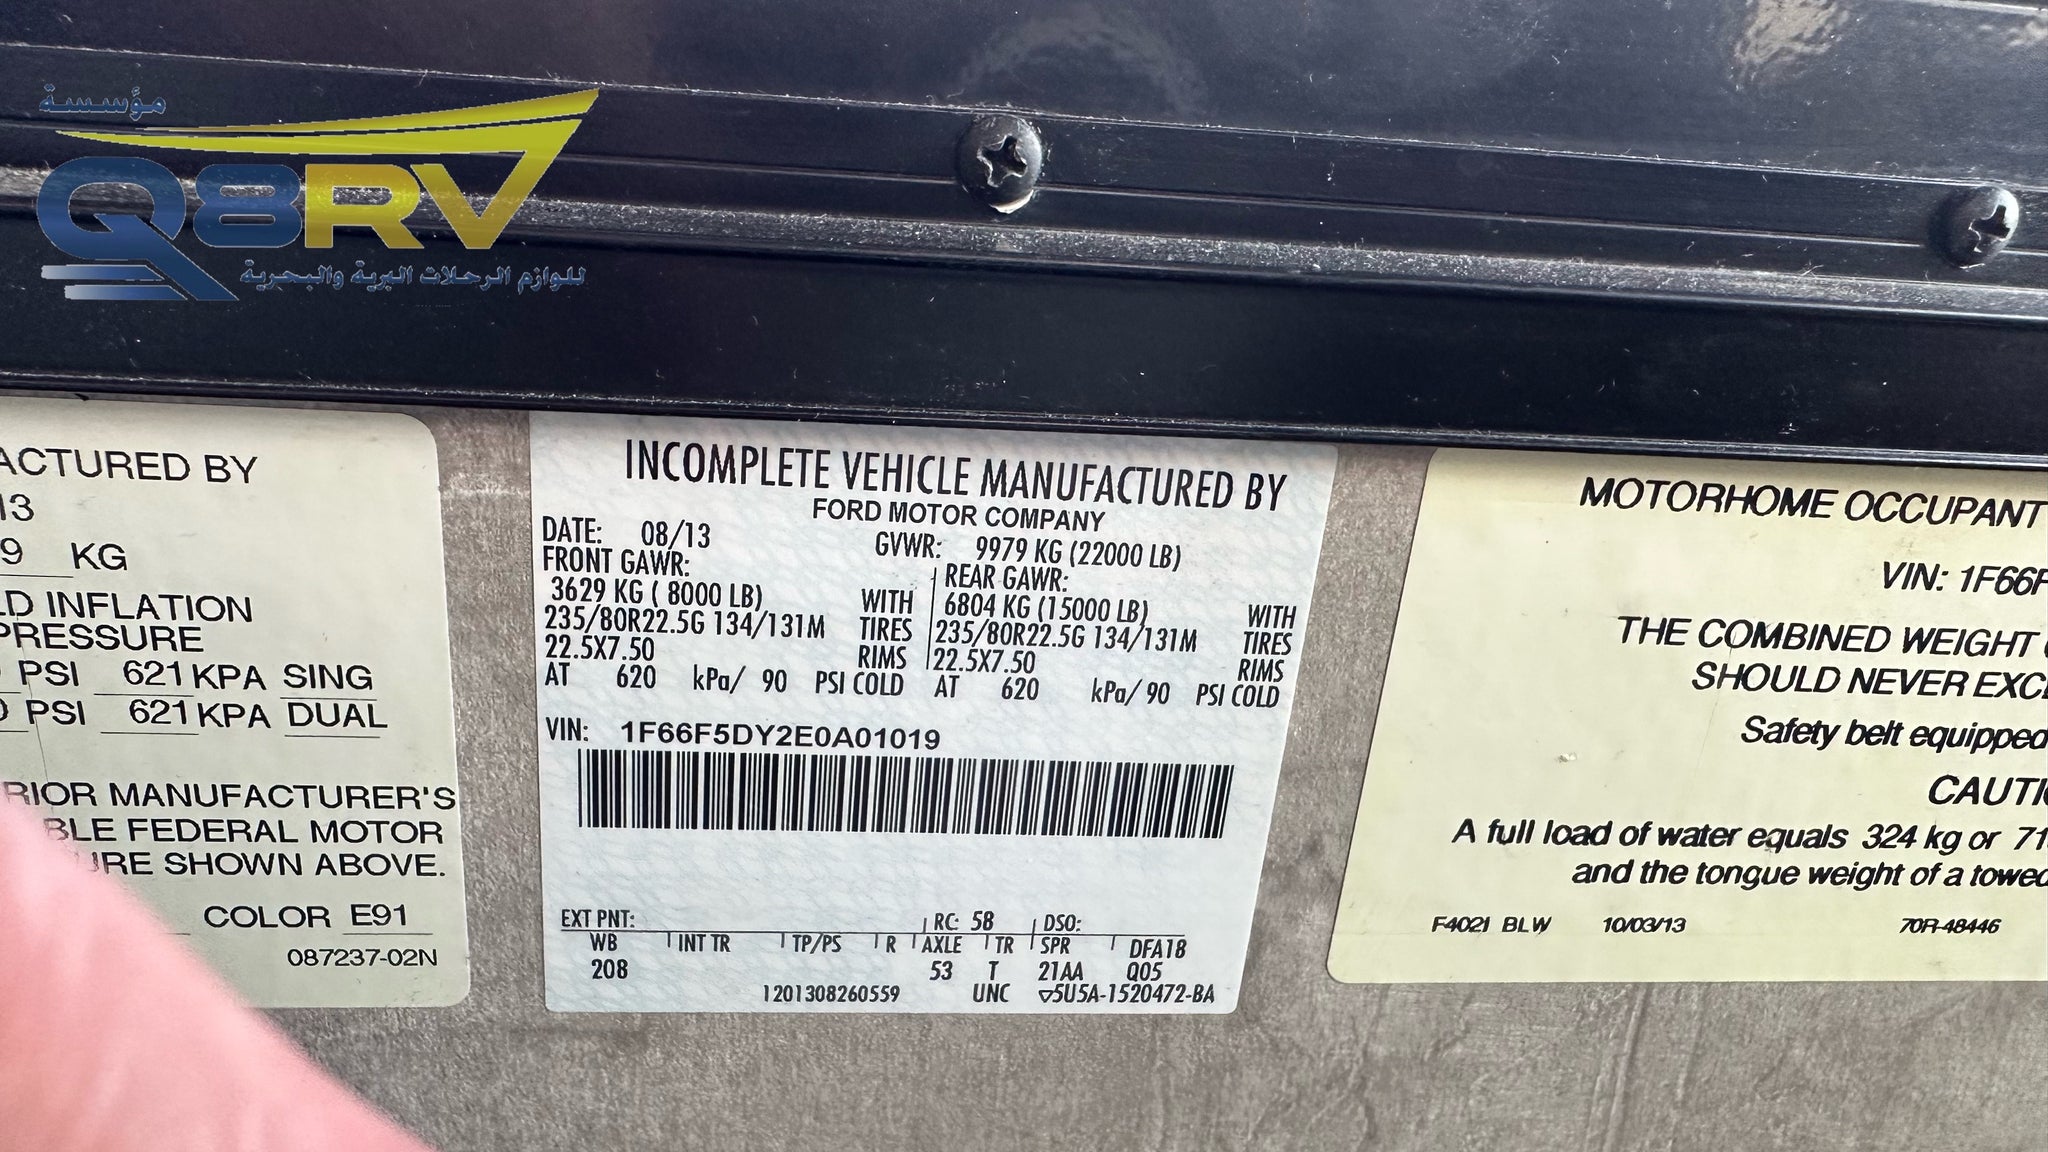 مؤسسة
Q8RV
للوازم الرحلات البرية والبحرية
ACTURED BY
13
9 KG
LD INFLATION
PRESSURE
PSI 621 KPA SING
PSI 621 KPA DUAL
RIOR MANUFACTURER'S
BLE FEDERAL MOTOR
URE SHOWN ABOVE.
COLOR E91
087237-02N
INCOMPLETE VEHICLE MANUFACTURED BY
FORD MOTOR COMPANY
DATE: 08/13 GVWR: 9979 KG (22000 LB)
FRONT GAWR: REAR GAWR:
3629 KG ( 8000 LB) WITH 6804 KG (15000 LB) WITH
235/80R22.5G 134/131M TIRES 235/80R22.5G 134/131M TIRES
22.5X7.50 RIMS 22.5X7.50 RIMS
AT 620 kPa/ 90 PSI COLD AT 620 kPa/ 90 PSI COLD
VIN: 1F66F5DY2E0A01019
EXT PNT: RC: 58 DSO:
WB INT TR TP/PS R AXLE TR SPR DFA18
208 53 T 21AA Q05
1201308260559 UNC ▽5U5A-1520472-BA
MOTORHOME OCCUPANT
VIN: 1F66F
THE COMBINED WEIGHT
SHOULD NEVER EXCE
Safety belt equipped
CAUTIO
A full load of water equals 324 kg or 71
and the tongue weight of a towed
F4021 BLW 10/03/13 70R-48446